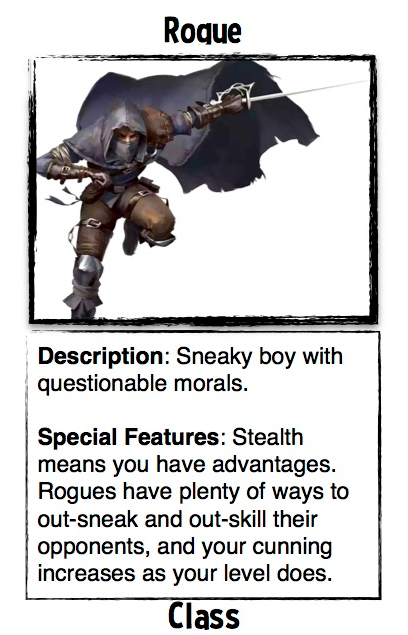 Rogue
Description: Sneaky boy with
questionable morals.
Special Features: Stealth
means you have advantages.
Rogues have plenty of ways to
out-sneak and out-skill their
opponents, and your cunning
increases as your level does.
Class